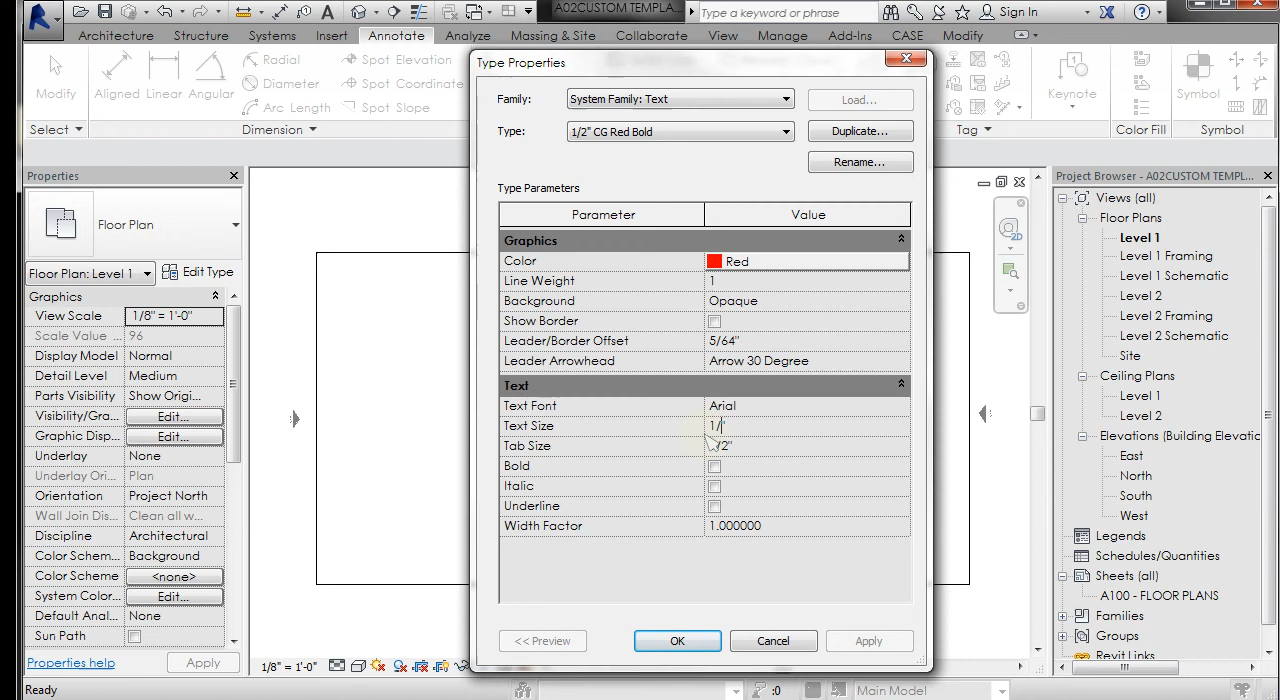 A02CUSTOM TEMPLA...
Type a keyword or phrase
Sign In
Architecture
Structure
Systems
Insert
Annotate
Analyze
Massing & Site
Collaborate
View
Manage
Add-Ins
CASE
Modify
Modify
Aligned
Linear
Angular
Radial
Diameter
Arc Length
Spot Elevation
Spot Coordinate
Spot Slope
Keynote
Symbol
Select
Dimension
Tag
Color Fill
Symbol
Properties
Floor Plan
Floor Plan: Level 1
Edit Type
Graphics
View Scale 1/8" = 1'-0"
Scale Value ... 96
Display Model Normal
Detail Level Medium
Parts Visibility Show Origi...
Visibility/Gra... Edit...
Graphic Disp... Edit...
Underlay None
Underlay Ori... Plan
Orientation Project North
Wall Join Dis... Clean all w...
Discipline Architectural
Color Schem... Background
Color Scheme <none>
System Color... Edit...
Default Anal... None
Sun Path
Properties help
Apply
Ready
1/8" = 1'-0"
Type Properties
Family: System Family: Text Load...
Type: 1/2" CG Red Bold Duplicate...
Rename...
Type Parameters
Parameter Value
Graphics
Color Red
Line Weight 1
Background Opaque
Show Border
Leader/Border Offset 5/64"
Leader Arrowhead Arrow 30 Degree
Text
Text Font Arial
Text Size 1/"
Tab Size /2"
Bold
Italic
Underline
Width Factor 1.000000
<< Preview
OK
Cancel
Apply
:0
Main Model
Project Browser - A02CUSTOM TEMPL...
Views (all)
Floor Plans
Level 1
Level 1 Framing
Level 1 Schematic
Level 2
Level 2 Framing
Level 2 Schematic
Site
Ceiling Plans
Level 1
Level 2
Elevations (Building Elevatic
East
North
South
West
Legends
Schedules/Quantities
Sheets (all)
A100 - FLOOR PLANS
Families
Groups
Revit Links
2D